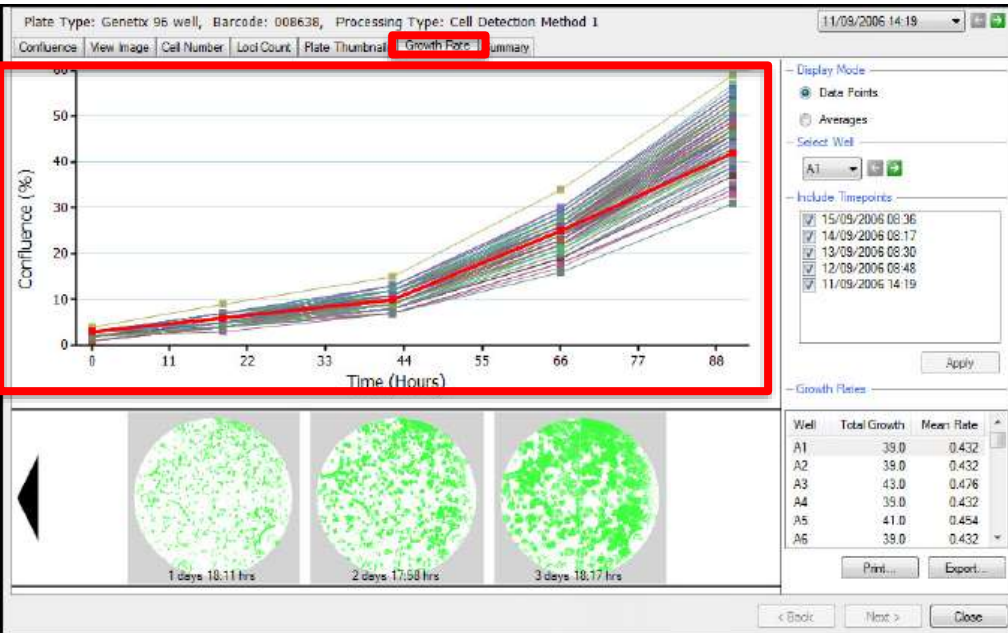 Plate Type: Genetix 96 well, Barcode: 008638, Processing Type: Cell Detection Method 1
11/09/2006 14:19
Confluence View Image Cell Number Loci Count Plate Thumbnail Growth Rate Summary
Confluence (%)
60
50
40
30
20
10
0
0 11 22 33 44 55 66 77 88
Time (Hours)
Display Mode
Data Points
Averages
Select Well
A1
Include Timepoints
15/09/2006 08:36
14/09/2006 08:17
13/09/2006 08:30
12/09/2006 08:48
11/09/2006 14:19
Apply
1 days 18:11 hrs
2 days 17:58 hrs
3 days 18:17 hrs
Growth Rates
Well Total Growth Mean Rate
A1 39.0 0.432
A2 39.0 0.432
A3 43.0 0.476
A4 39.0 0.432
A5 41.0 0.454
A6 39.0 0.432
Print... Export...
< Back Next > Close